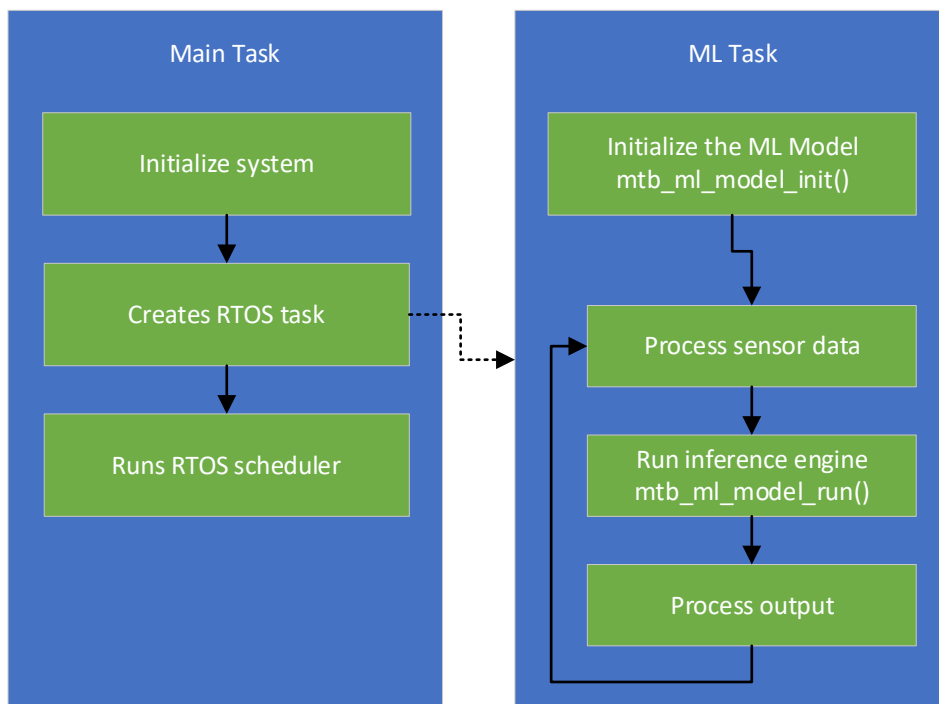 Main Task
Initialize system
Creates RTOS task
Runs RTOS scheduler
ML Task
Initialize the ML Model
mtb_ml_model_init()
Process sensor data
Run inference engine
mtb_ml_model_run()
Process output